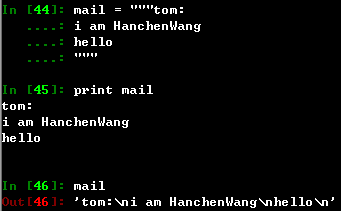 In [44]: mail = """tom:
   ....: i am HanchenWang
   ....: hello
   ....: """
In [45]: print mail
tom:
i am HanchenWang
hello
In [46]: mail
Out[46]: 'tom:\ni am HanchenWang\nhello\n'